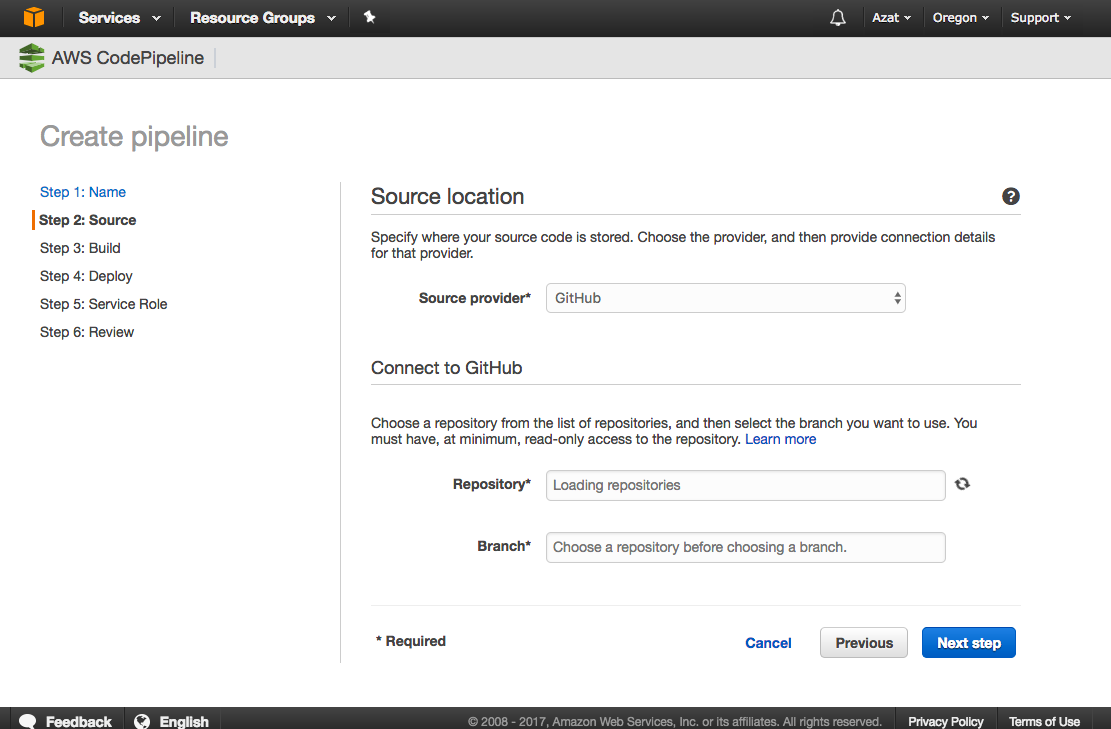 Services Resource Groups Azat Oregon Support
AWS CodePipeline
Create pipeline
Step 1: Name
Step 2: Source
Step 3: Build
Step 4: Deploy
Step 5: Service Role
Step 6: Review
Source location ?
Specify where your source code is stored. Choose the provider, and then provide connection details
for that provider.
Source provider* GitHub
Connect to GitHub
Choose a repository from the list of repositories, and then select the branch you want to use. You
must have, at minimum, read-only access to the repository. Learn more
Repository* Loading repositories
Branch* Choose a repository before choosing a branch.
* Required Cancel Previous Next step
Feedback English © 2008 - 2017, Amazon Web Services, Inc. or its affiliates. All rights reserved. Privacy Policy Terms of Use